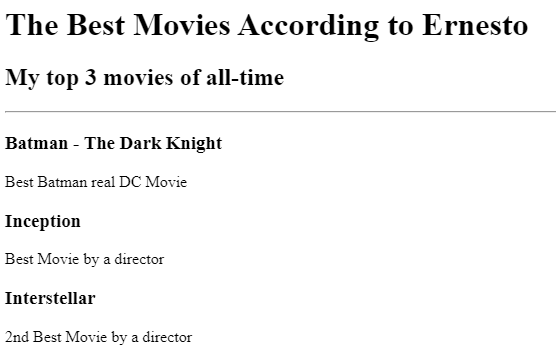 The Best Movies According to Ernesto
My top 3 movies of all-time
Batman - The Dark Knight
Best Batman real DC Movie
Inception
Best Movie by a director
Interstellar
2nd Best Movie by a director